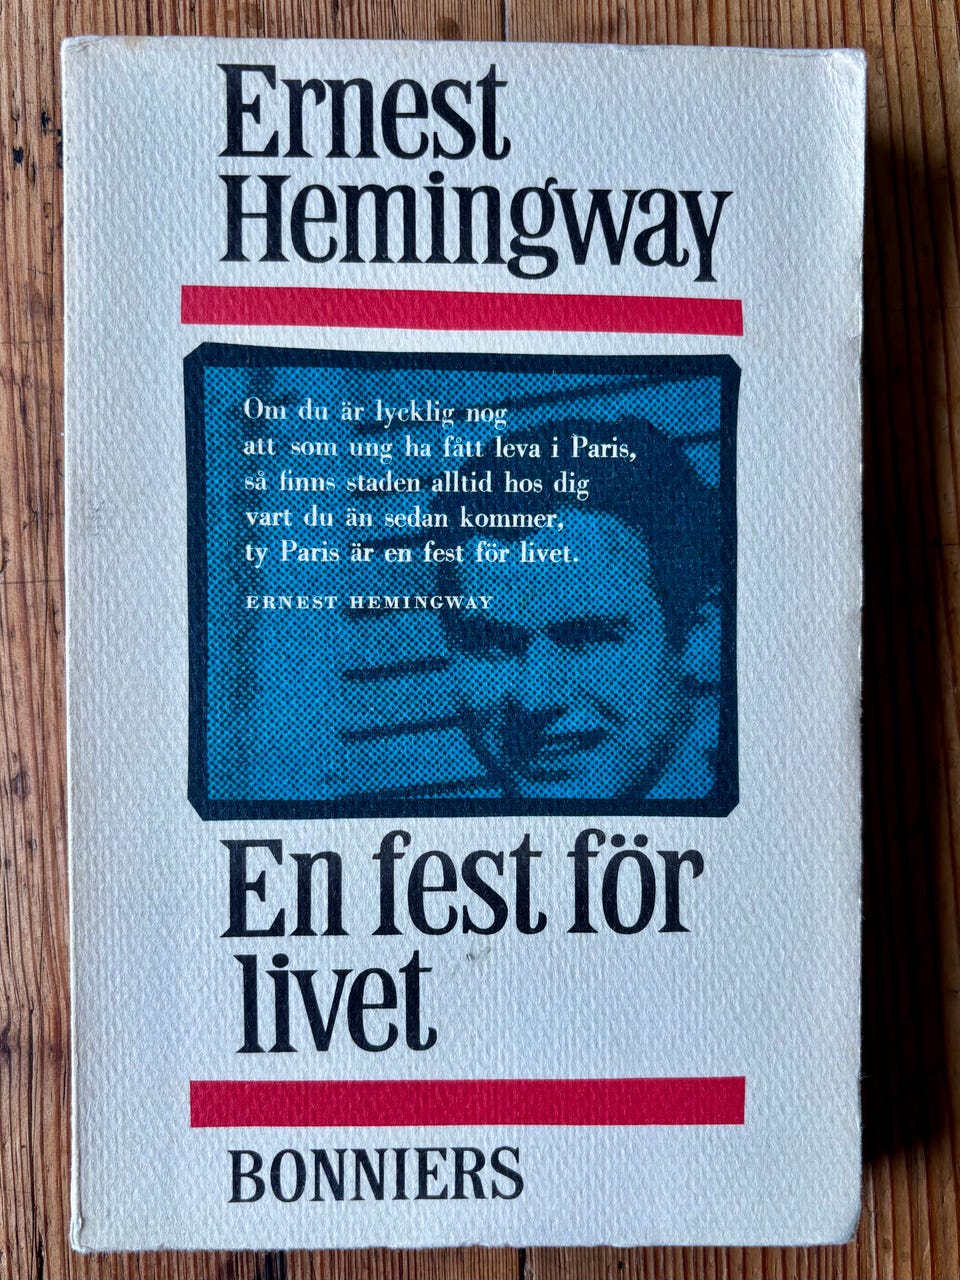 Ernest
Hemingway
Om du är lycklig nog
att som ung ha fått leva i Paris,
så finns staden alltid hos dig
vart du än sedan kommer,
ty Paris är en fest för livet.
ERNEST HEMINGWAY
En fest för
livet
BONNIERS